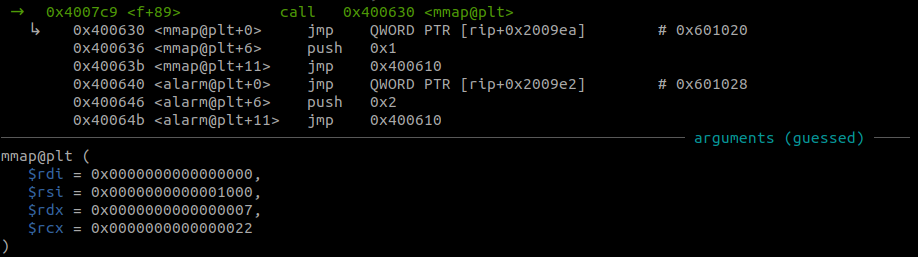 → 0x4007c9 <f+89> call 0x400630 <mmap@plt>
↳ 0x400630 <mmap@plt+0> jmp QWORD PTR [rip+0x2009ea] # 0x601020
0x400636 <mmap@plt+6> push 0x1
0x40063b <mmap@plt+11> jmp 0x400610
0x400640 <alarm@plt+0> jmp QWORD PTR [rip+0x2009e2] # 0x601028
0x400646 <alarm@plt+6> push 0x2
0x40064b <alarm@plt+11> jmp 0x400610
arguments (guessed)
mmap@plt (
$rdi = 0x0000000000000000,
$rsi = 0x0000000000001000,
$rdx = 0x0000000000000007,
$rcx = 0x0000000000000022
)